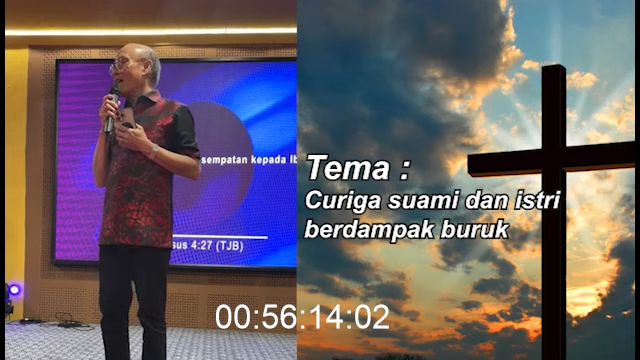 sempatan kepada Ib
sus 4:27 (TJB)
Tema :
Curiga suami dan istri
berdampak buruk
00:56:14:02